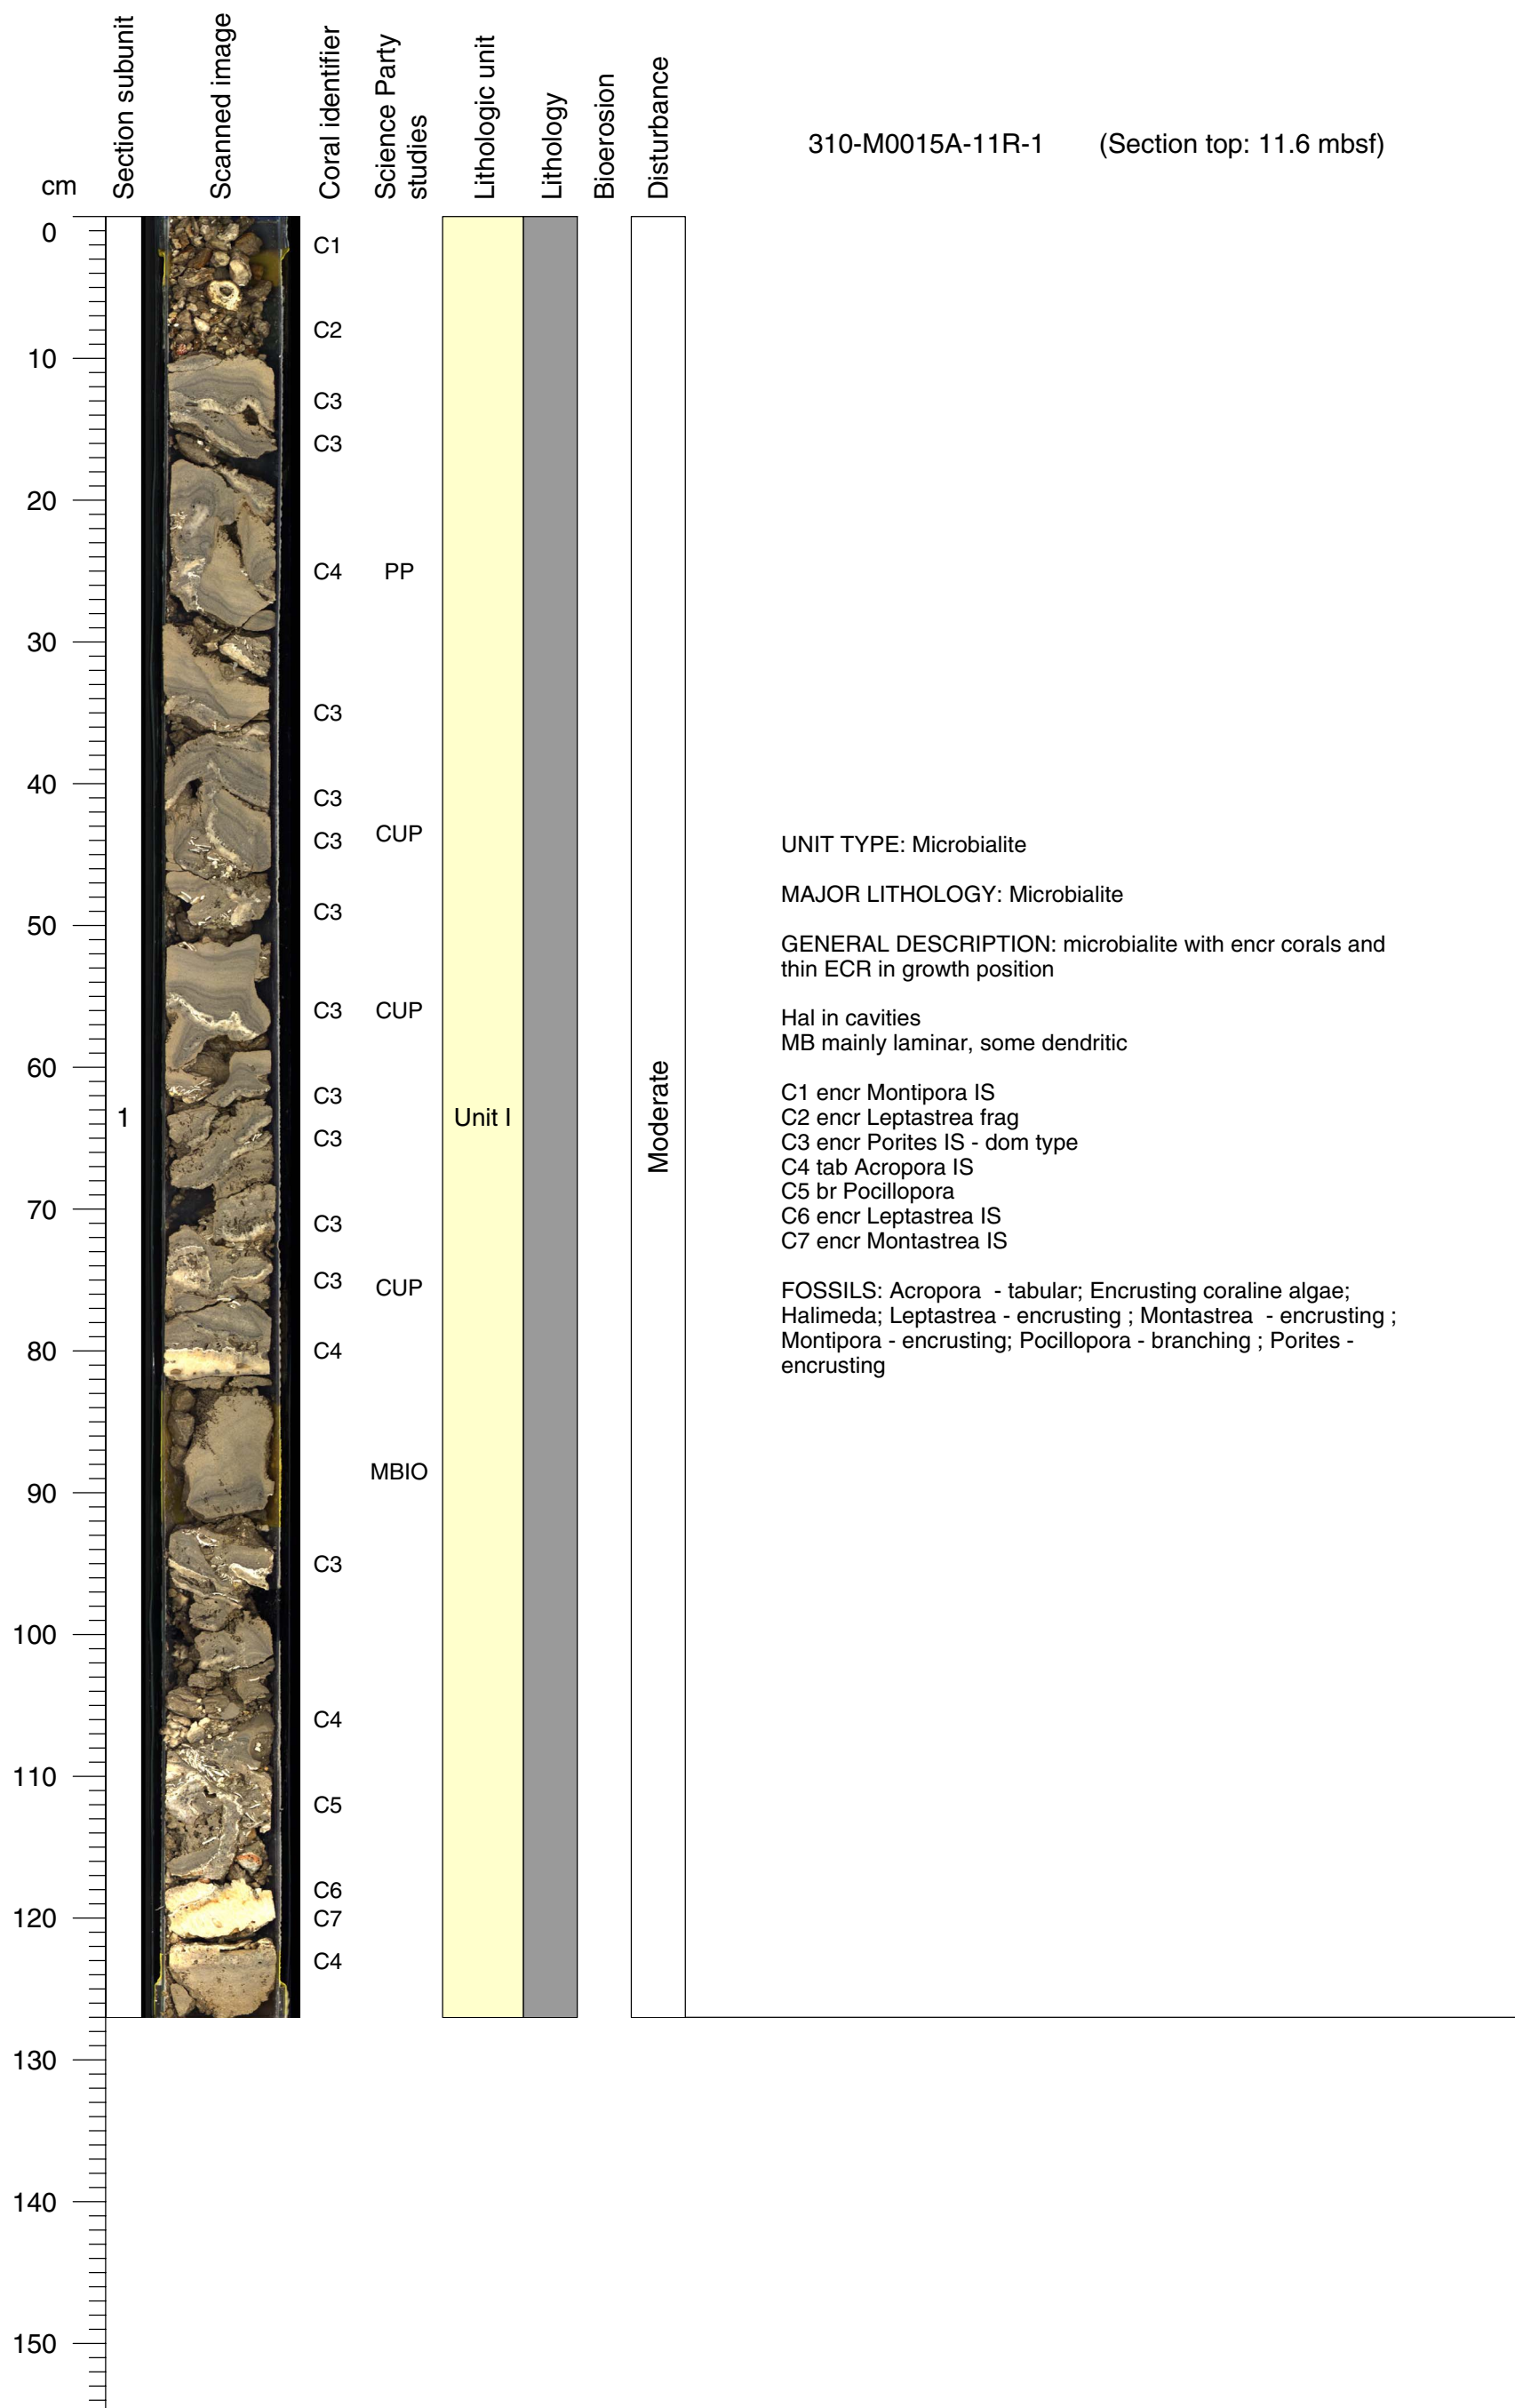 310-M0015A-11R-1 (Section top: 11.6 mbsf)
cm
Section subunit
Scanned image
Coral identifier
Science Party
studies
Lithologic unit
Lithology
Bioerosion
Disturbance
0
C1
C2
10
C3
C3
20
C4 PP
30
C3
40
C3
C3 CUP
C3
50
C3 CUP
60
C3
1
Unit I
Moderate
C3
70
C3
C3 CUP
80
C4
MBIO
90
C3
100
C4
110
C5
C6
120
C7
C4
130
140
150
UNIT TYPE: Microbialite
MAJOR LITHOLOGY: Microbialite
GENERAL DESCRIPTION: microbialite with encr corals and
thin ECR in growth position
Hal in cavities
MB mainly laminar, some dendritic
C1 encr Montipora IS
C2 encr Leptastrea frag
C3 encr Porites IS - dom type
C4 tab Acropora IS
C5 br Pocillopora
C6 encr Leptastrea IS
C7 encr Montastrea IS
FOSSILS: Acropora  - tabular; Encrusting coraline algae;
Halimeda; Leptastrea - encrusting ; Montastrea  - encrusting ;
Montipora - encrusting; Pocillopora - branching ; Porites -
encrusting